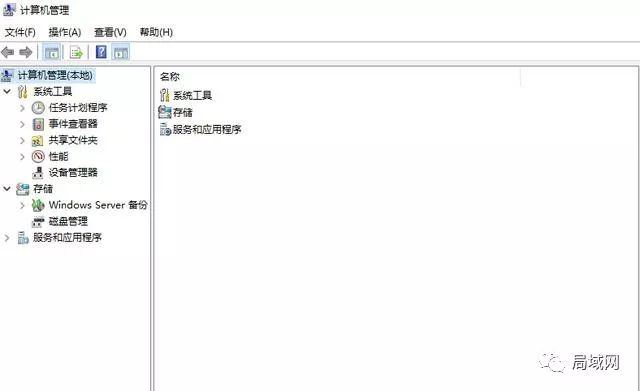 计算机管理
文件(F) 操作(A) 查看(V) 帮助(H)
计算机管理(本地)
系统工具
任务计划程序
事件查看器
共享文件夹
性能
设备管理器
存储
Windows Server 备份
磁盘管理
服务和应用程序
名称
系统工具
存储
服务和应用程序
局域网